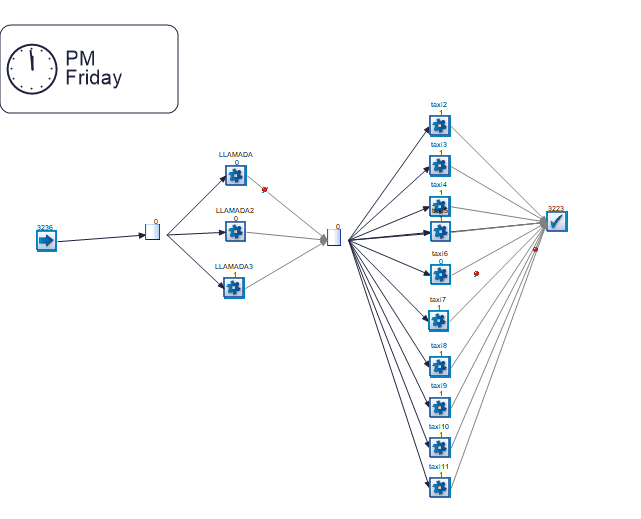 PM
Friday
3236
0
LLAMADA
0
LLAMADA2
0
LLAMADA3
1
0
taxi2
1
taxi3
1
taxi4
1
taxi6
0
taxi7
1
taxi8
1
taxi9
1
taxi10
1
taxi11
1
3223